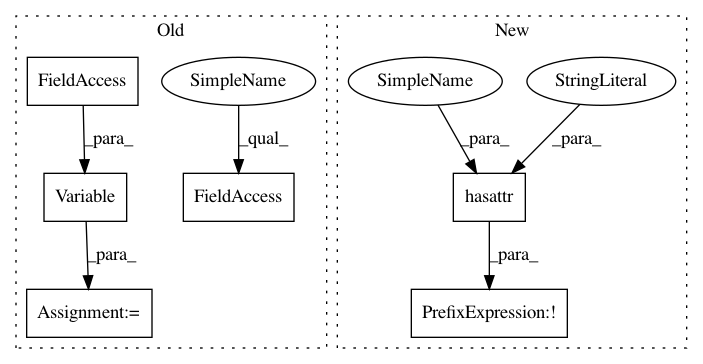 Old
New
FieldAccess
SimpleName
SimpleName
StringLiteral
_para_
_qual_
_para_
_para_
Variable
FieldAccess
hasattr
_para_
_para_
Assignment:=
PrefixExpression:!